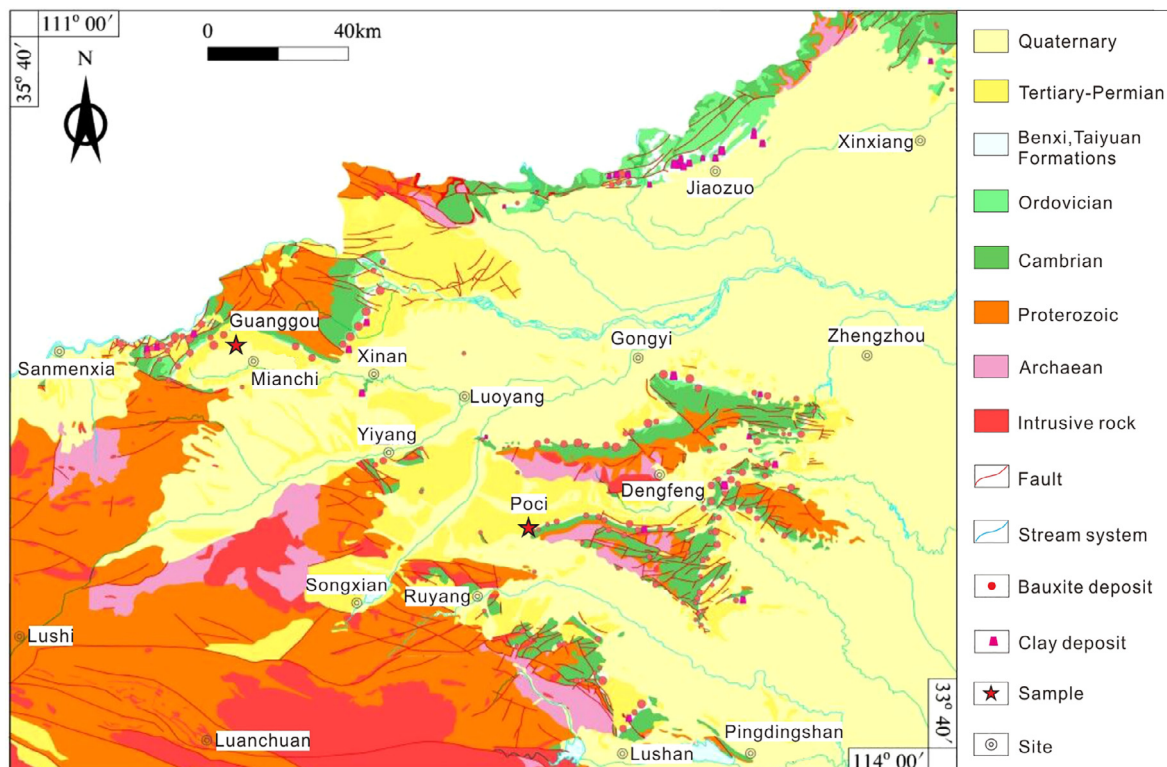 111° 00′
35° 40′
N
0 40km
Xinxiang
Jiaozuo
Guanggou
Sanmenxia
Mianchi
Xinan
Gongyi
Zhengzhou
Luoyang
Yiyang
Dengfeng
Poci
Songxian
Ruyang
Lushi
Luanchuan
Lushan
Pingdingshan
33° 40′
114° 00′
Quaternary
Tertiary-Permian
Benxi,Taiyuan
Formations
Ordovician
Cambrian
Proterozoic
Archaean
Intrusive rock
Fault
Stream system
Bauxite deposit
Clay deposit
Sample
Site